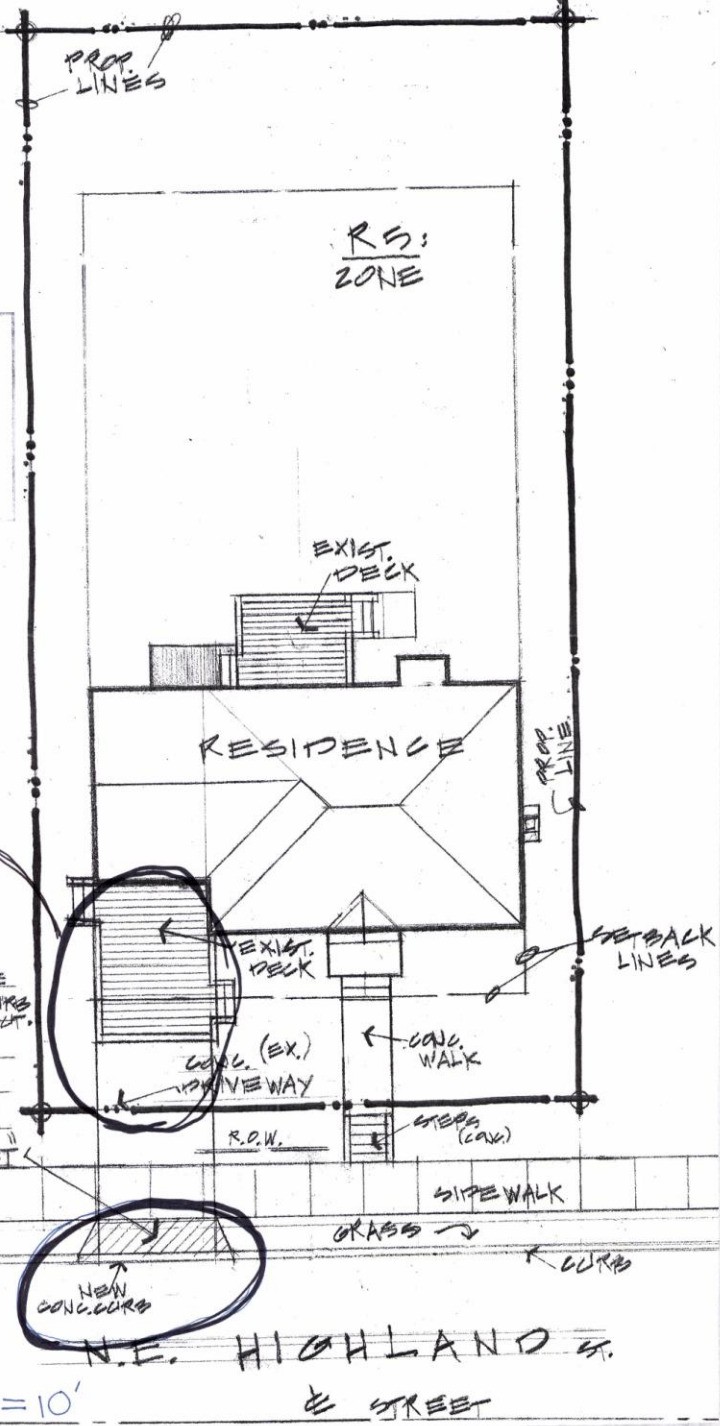 PROP.
LINES
R5:
ZONE
EXIST.
DECK
RESIDENCE
PROP.
LINE.
EXIST.
DECK
SETBACK
LINES
CONC. (EX.)
DRIVEWAY
CONC.
WALK
STEPS
(CONC.)
R.O.W.
SIDEWALK
GRASS
CURB
NEW
CONC. CURB
N.E. HIGHLAND ST.
= 10'
℄ STREET